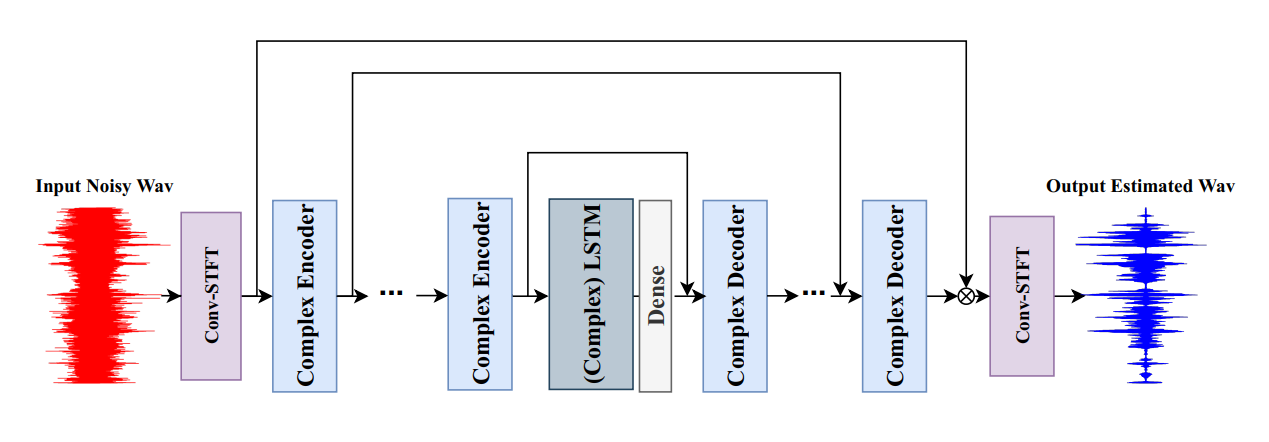 Input Noisy Wav
Output Estimated Wav
Conv-STFT
Complex Encoder
...
Complex Encoder
(Complex) LSTM
Dense
Complex Decoder
...
Complex Decoder
Conv-STFT